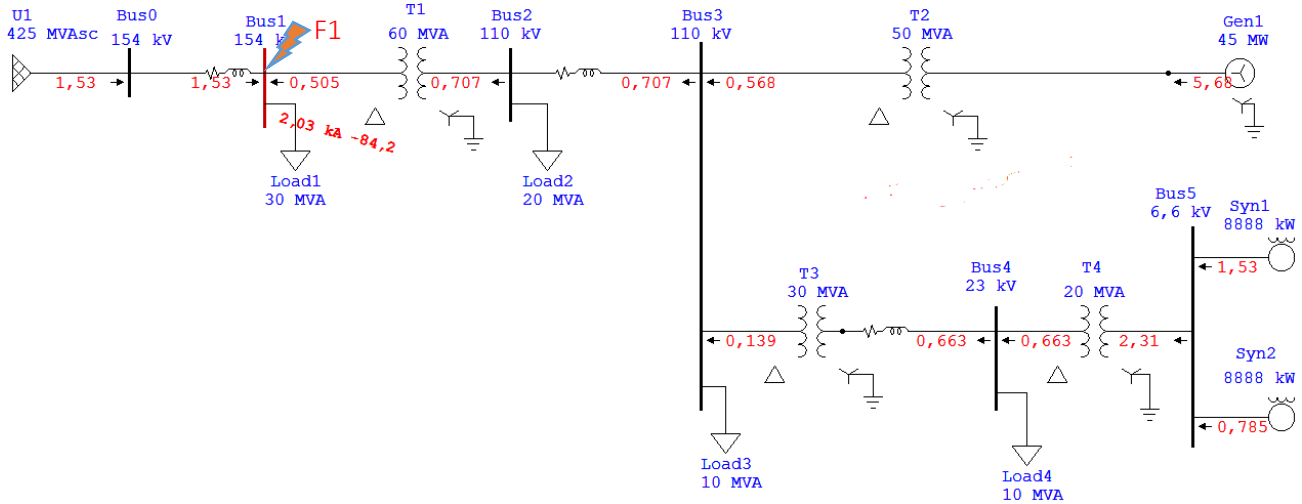 U1
425 MVAsc
Bus0
154 kV
Bus1
154 k
F1
T1
60 MVA
Bus2
110 kV
Bus3
110 kV
T2
50 MVA
Gen1
45 MW
1,53
1,53
0,505
0,707
0,707
0,568
5,68
2,03 kA -84,2
Load1
30 MVA
Load2
20 MVA
Bus5
6,6 kV
Syn1
8888 kW
1,53
T3
30 MVA
Bus4
23 kV
T4
20 MVA
0,139
0,663
0,663
2,31
Syn2
8888 kW
0,785
Load3
10 MVA
Load4
10 MVA